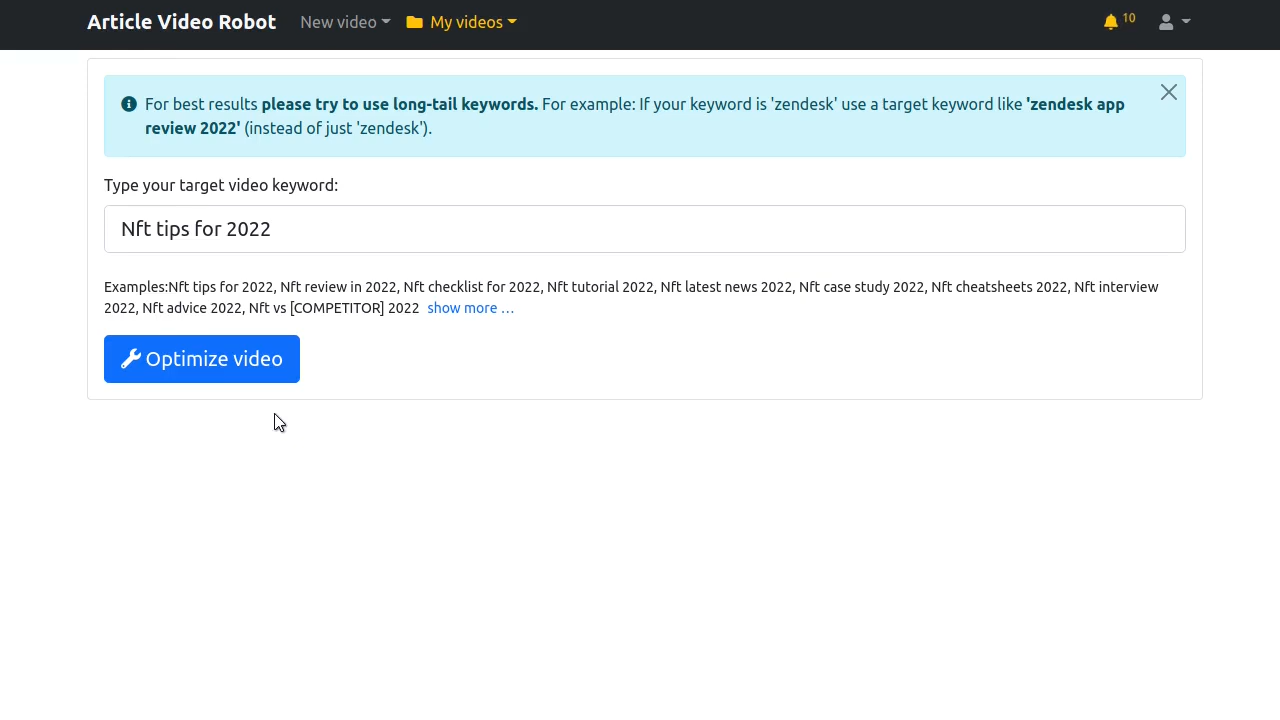 Article Video Robot New video My videos 10
For best results please try to use long-tail keywords. For example: If your keyword is 'zendesk' use a target keyword like 'zendesk app
review 2022' (instead of just 'zendesk').
Type your target video keyword:
Nft tips for 2022
Examples:Nft tips for 2022, Nft review in 2022, Nft checklist for 2022, Nft tutorial 2022, Nft latest news 2022, Nft case study 2022, Nft cheatsheets 2022, Nft interview
2022, Nft advice 2022, Nft vs [COMPETITOR] 2022 show more ...
Optimize video